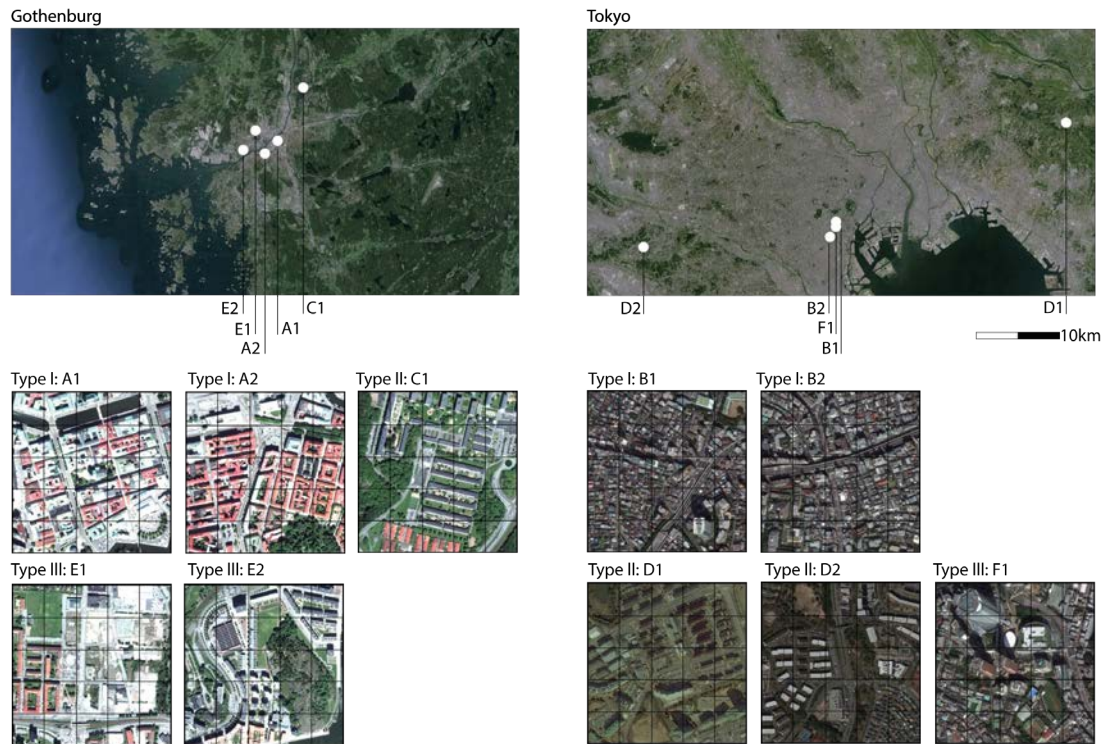 Gothenburg
Tokyo
E2
C1
E1
A1
A2
D2
B2
D1
F1
B1
10km
Type I: A1
Type I: A2
Type II: C1
Type I: B1
Type I: B2
Type III: E1
Type III: E2
Type II: D1
Type II: D2
Type III: F1